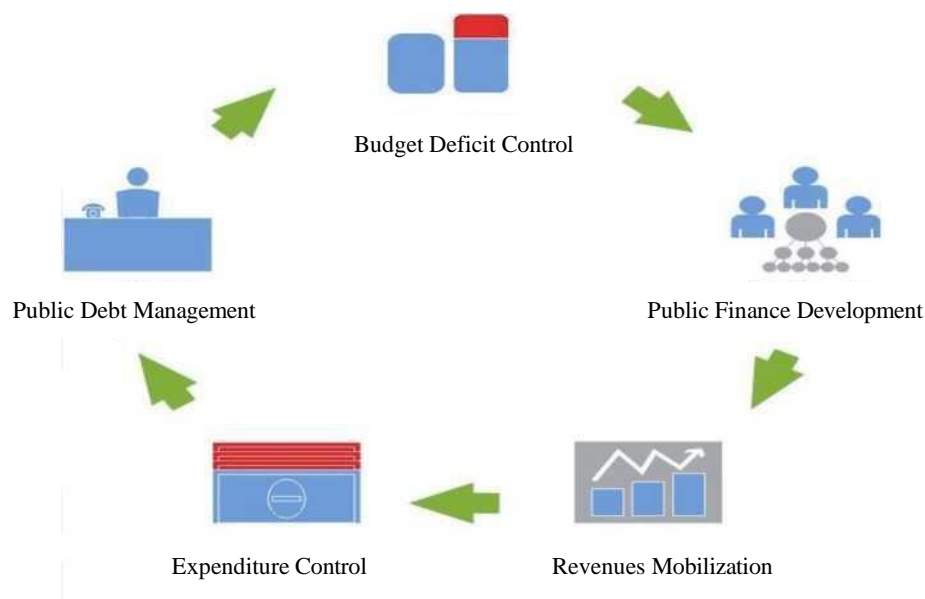 Budget Deficit Control
Public Debt Management
Public Finance Development
Expenditure Control
Revenues Mobilization